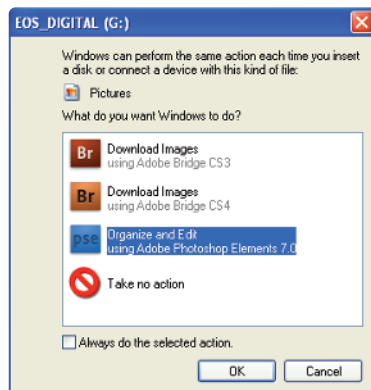 EOS_DIGITAL (G:)
Windows can perform the same action each time you insert
a disk or connect a device with this kind of file:
Pictures
What do you want Windows to do?
Br
Download Images
using Adobe Bridge CS3
Br
Download Images
using Adobe Bridge CS4
pse
Organize and Edit
using Adobe Photoshop Elements 7.0
Take no action
Always do the selected action.
OK
Cancel